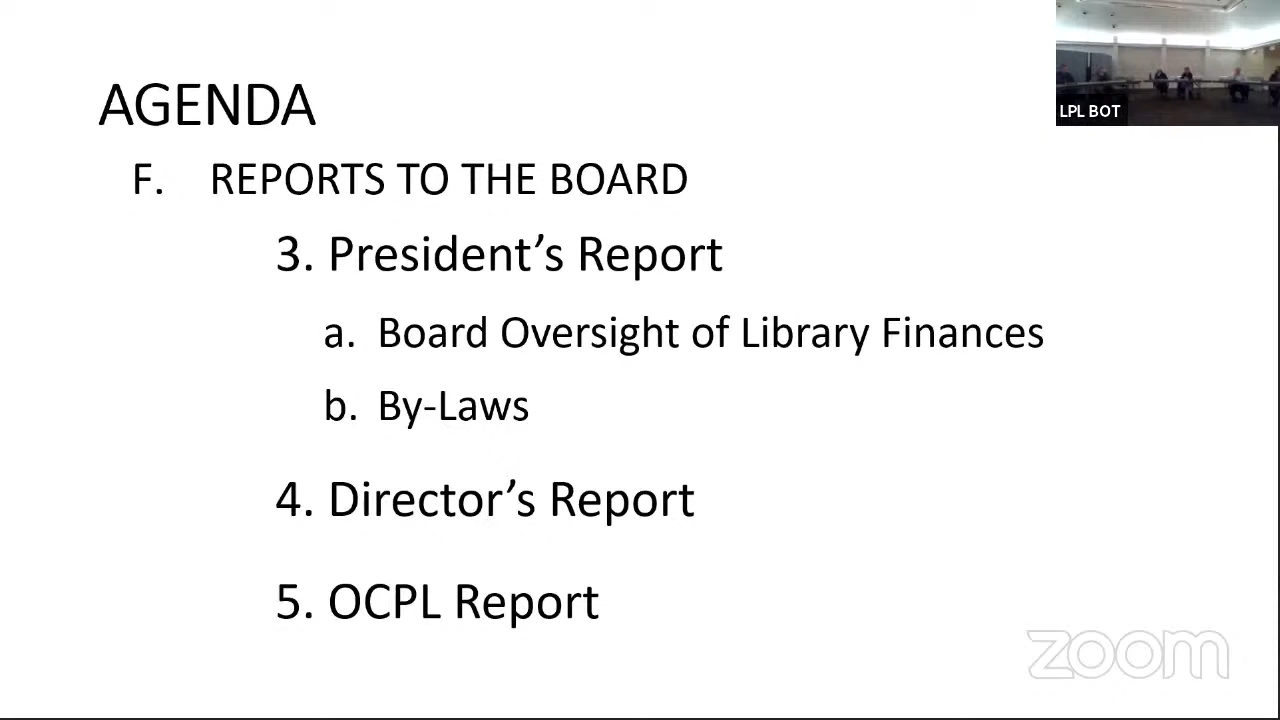 AGENDA
F. REPORTS TO THE BOARD
3. President’s Report
a. Board Oversight of Library Finances
b. By-Laws
4. Director’s Report
5. OCPL Report
LPL BOT
zoom